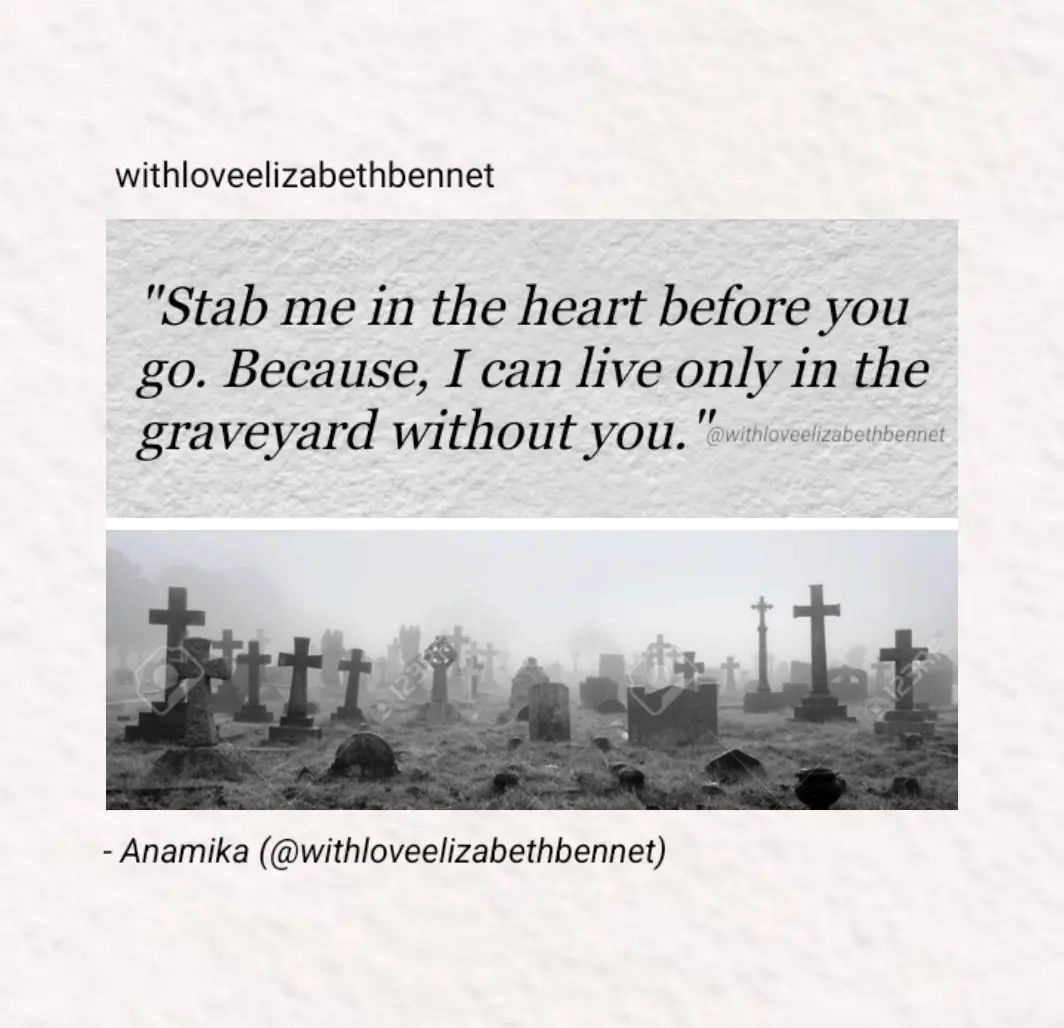 withloveelizabethbennet
"Stab me in the heart before you
go. Because, I can live only in the
graveyard without you."
@withloveelizabethbennet
123RF
123RF
- Anamika (@withloveelizabethbennet)